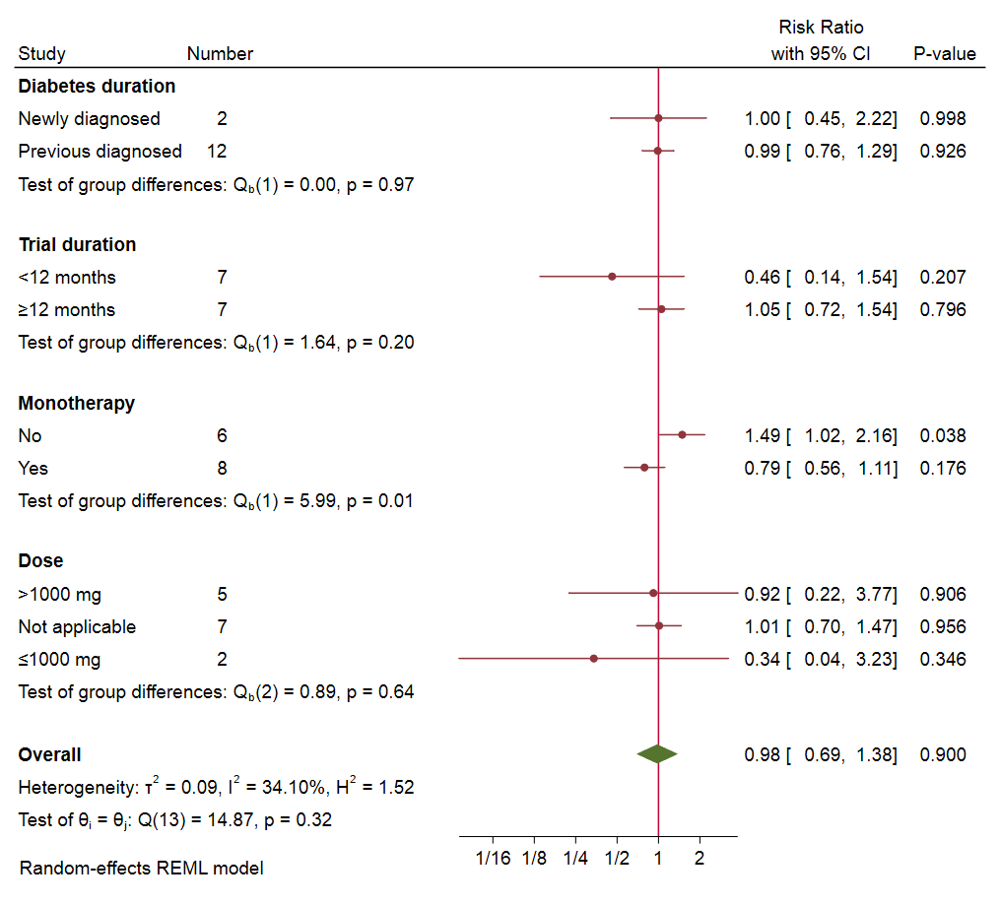 Risk Ratio
Study Number with 95% CI P-value
Diabetes duration
Newly diagnosed 2 1.00 [ 0.45, 2.22] 0.998
Previous diagnosed 12 0.99 [ 0.76, 1.29] 0.926
Test of group differences: Q_b(1) = 0.00, p = 0.97
Trial duration
<12 months 7 0.46 [ 0.14, 1.54] 0.207
≥12 months 7 1.05 [ 0.72, 1.54] 0.796
Test of group differences: Q_b(1) = 1.64, p = 0.20
Monotherapy
No 6 1.49 [ 1.02, 2.16] 0.038
Yes 8 0.79 [ 0.56, 1.11] 0.176
Test of group differences: Q_b(1) = 5.99, p = 0.01
Dose
>1000 mg 5 0.92 [ 0.22, 3.77] 0.906
Not applicable 7 1.01 [ 0.70, 1.47] 0.956
≤1000 mg 2 0.34 [ 0.04, 3.23] 0.346
Test of group differences: Q_b(2) = 0.89, p = 0.64
Overall 0.98 [ 0.69, 1.38] 0.900
Heterogeneity: τ² = 0.09, I² = 34.10%, H² = 1.52
Test of θᵢ = θⱼ: Q(13) = 14.87, p = 0.32
1/16 1/8 1/4 1/2 1 2
Random-effects REML model